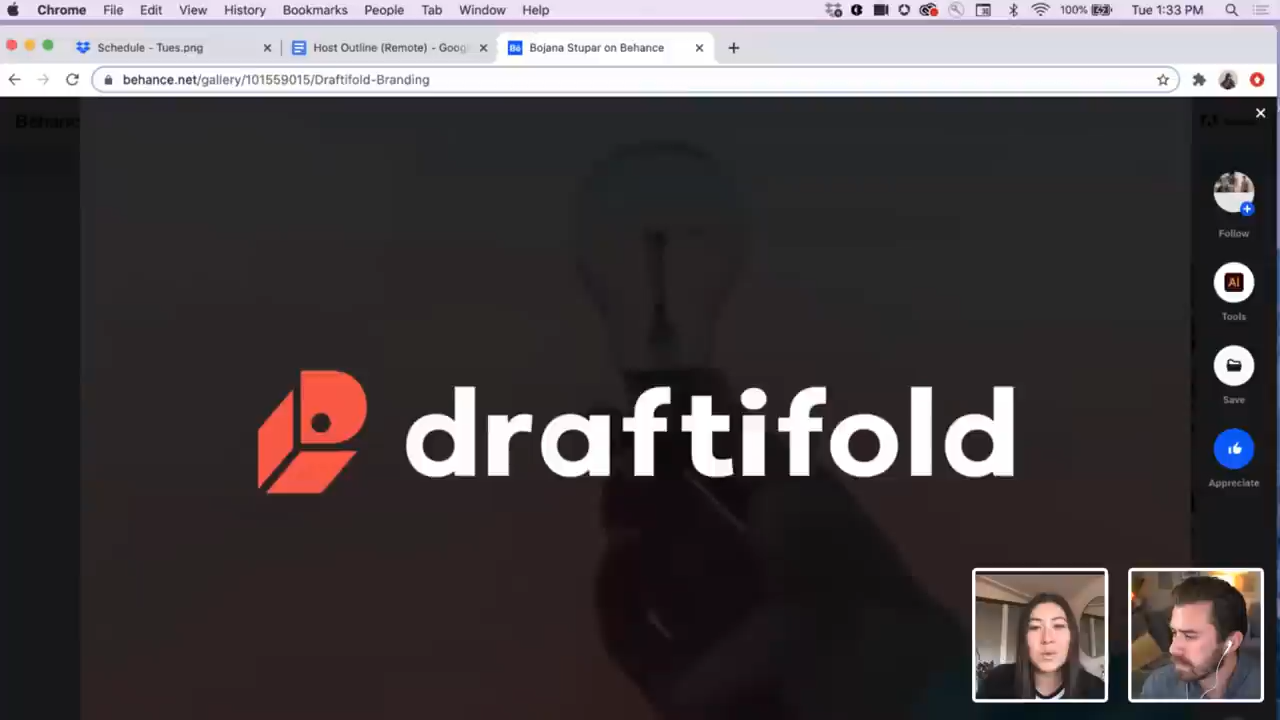 Chrome File Edit View History Bookmarks People Tab Window Help 100% Tue 1:33 PM
Schedule - Tues.png Host Outline (Remote) - Goog Bojana Stupar on Behance
behance.net/gallery/101559015/Draftifold-Branding
Behanc
Follow
Ai
Tools
Save
draftifold
Appreciate